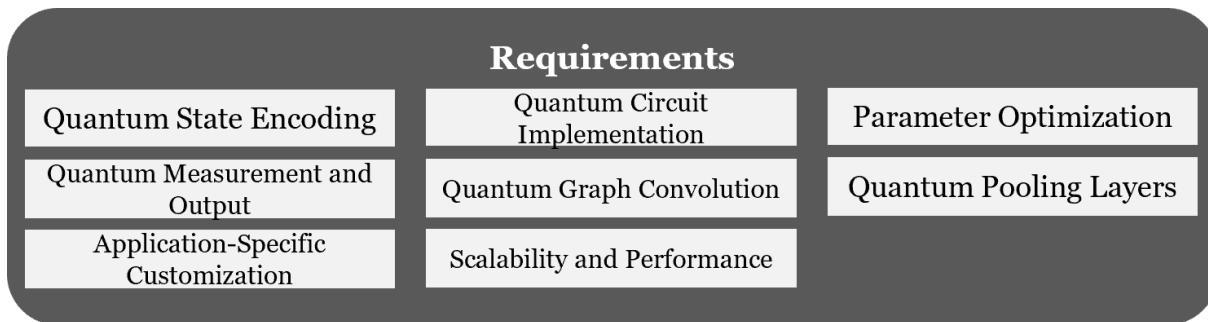 Requirements
Quantum State Encoding
Quantum Circuit
Implementation
Parameter Optimization
Quantum Measurement and
Output
Quantum Graph Convolution
Quantum Pooling Layers
Application-Specific
Customization
Scalability and Performance